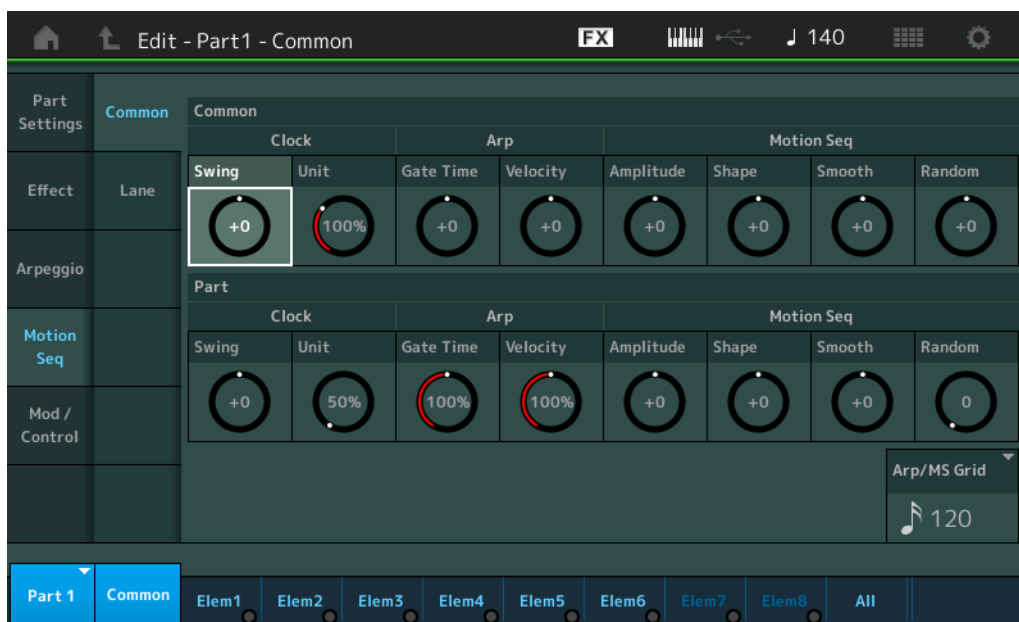 Edit - Part1 - Common
FX
140
Part
Settings
Common
Common
Clock
Arp
Motion Seq
Swing
Unit
Gate Time
Velocity
Amplitude
Shape
Smooth
Random
Effect
Lane
+0
100%
+0
+0
+0
+0
+0
+0
Arpeggio
Part
Clock
Arp
Motion Seq
Motion
Seq
Swing
Unit
Gate Time
Velocity
Amplitude
Shape
Smooth
Random
+0
50%
100%
100%
+0
+0
+0
0
Mod /
Control
Arp/MS Grid
120
Part 1
Common
Elem1
Elem2
Elem3
Elem4
Elem5
Elem6
Elem7
Elem8
All